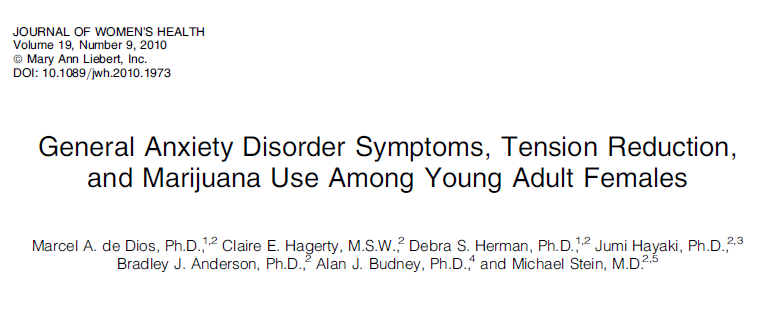 JOURNAL OF WOMEN'S HEALTH
Volume 19, Number 9, 2010
© Mary Ann Liebert, Inc.
DOI: 10.1089/jwh.2010.1973
General Anxiety Disorder Symptoms, Tension Reduction,
and Marijuana Use Among Young Adult Females
Marcel A. de Dios, Ph.D.,1,2 Claire E. Hagerty, M.S.W.,2 Debra S. Herman, Ph.D.,1,2 Jumi Hayaki, Ph.D.,2,3
Bradley J. Anderson, Ph.D.,2 Alan J. Budney, Ph.D.,4 and Michael Stein, M.D.2,5